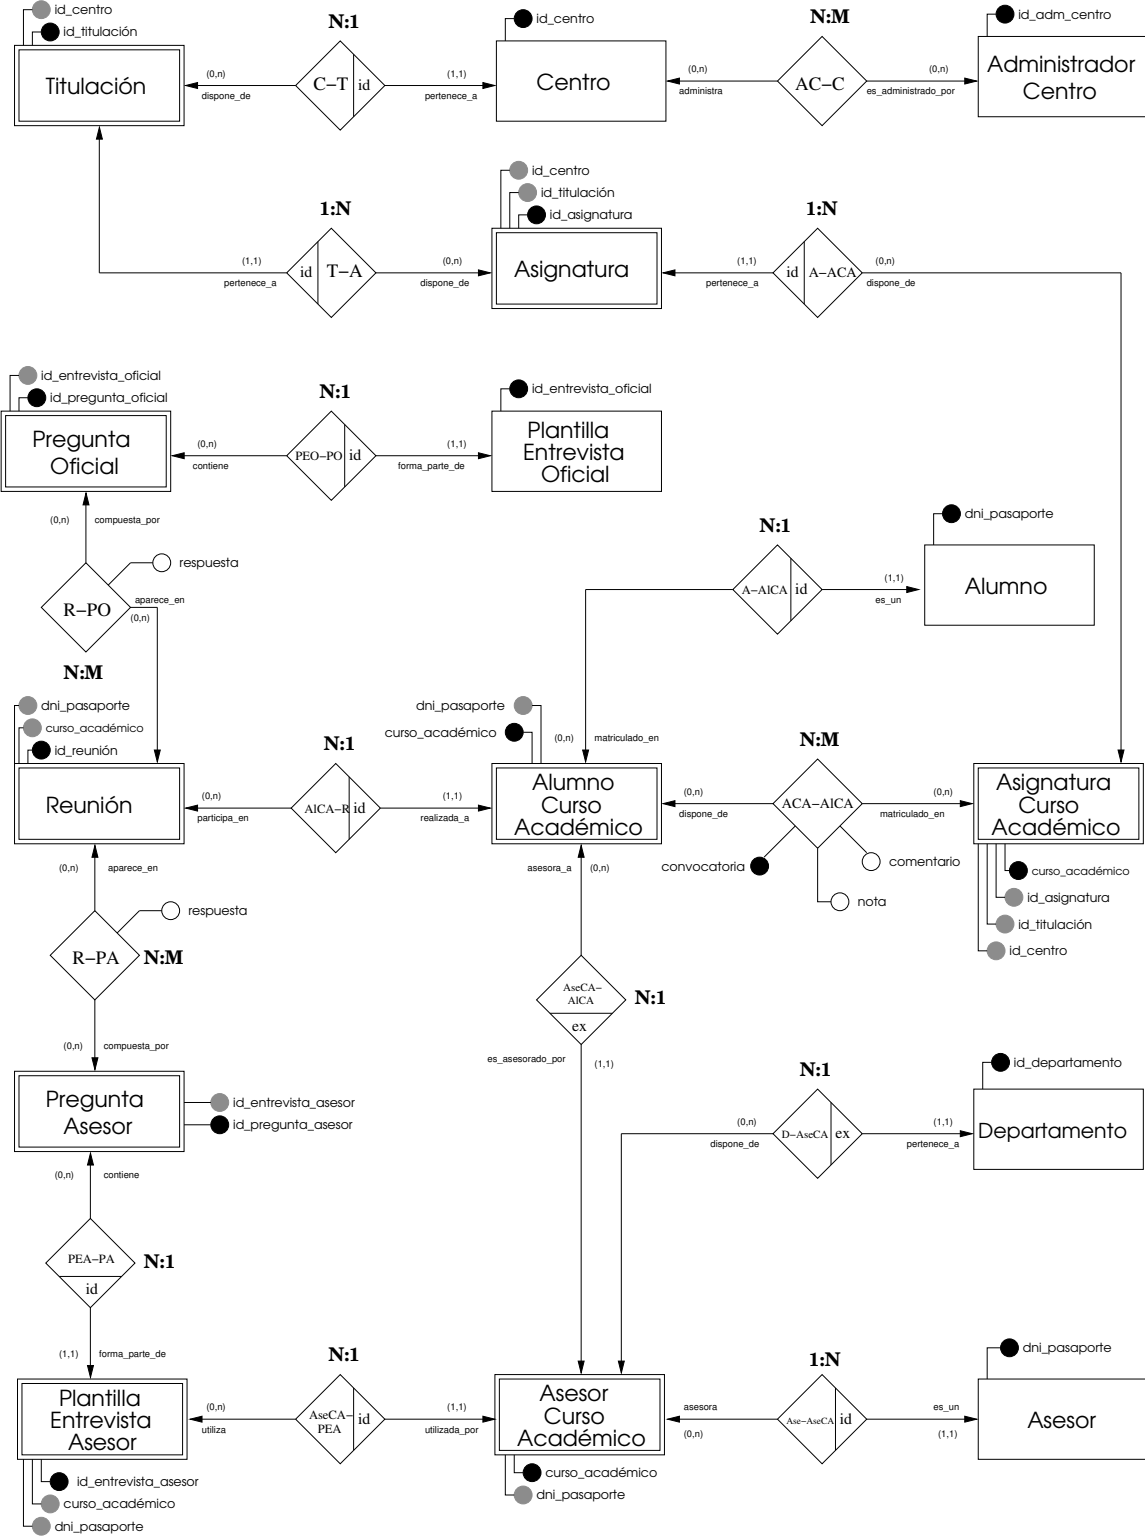 id_centro
id_titulación
Titulación
N:1
(0,n)
dispone_de
C−T
id
(1,1)
pertenece_a
id_centro
Centro
N:M
(0,n)
administra
AC−C
(0,n)
es_administrado_por
id_adm_centro
Administrador
Centro
1:N
(1,1)
pertenece_a
id
T−A
(0,n)
dispone_de
id_centro
id_titulación
id_asignatura
Asignatura
1:N
(1,1)
pertenece_a
id
A−ACA
(0,n)
dispone_de
id_entrevista_oficial
id_pregunta_oficial
Pregunta
Oficial
N:1
(0,n)
contiene
PEO−PO
id
(1,1)
forma_parte_de
id_entrevista_oficial
Plantilla
Entrevista
Oficial
(0,n)
compuesta_por
respuesta
R−PO
aparece_en
(0,n)
N:M
N:1
A−AlCA
id
(1,1)
es_un
dni_pasaporte
Alumno
dni_pasaporte
curso_académico
id_reunión
Reunión
N:1
(0,n)
participa_en
AlCA−R
id
(1,1)
realizada_a
dni_pasaporte
curso_académico
(0,n)
matriculado_en
Alumno
Curso
Académico
N:M
(0,n)
dispone_de
ACA−AlCA
(0,n)
matriculado_en
convocatoria
nota
comentario
Asignatura
Curso
Académico
curso_académico
id_asignatura
id_titulación
id_centro
(0,n)
aparece_en
respuesta
R−PA
N:M
(0,n)
compuesta_por
asesora_a
(0,n)
AseCA−
AlCA
ex
N:1
es_asesorado_por
(1,1)
Pregunta
Asesor
id_entrevista_asesor
id_pregunta_asesor
N:1
(0,n)
dispone_de
D−AseCA
ex
(1,1)
pertenece_a
id_departamento
Departamento
(0,n)
contiene
PEA−PA
id
N:1
(1,1)
forma_parte_de
Plantilla
Entrevista
Asesor
id_entrevista_asesor
curso_académico
dni_pasaporte
N:1
(0,n)
utiliza
AseCA−
PEA
id
(1,1)
utilizada_por
Asesor
Curso
Académico
curso_académico
dni_pasaporte
1:N
asesora
(0,n)
Ase−AseCA
id
es_un
(1,1)
dni_pasaporte
Asesor